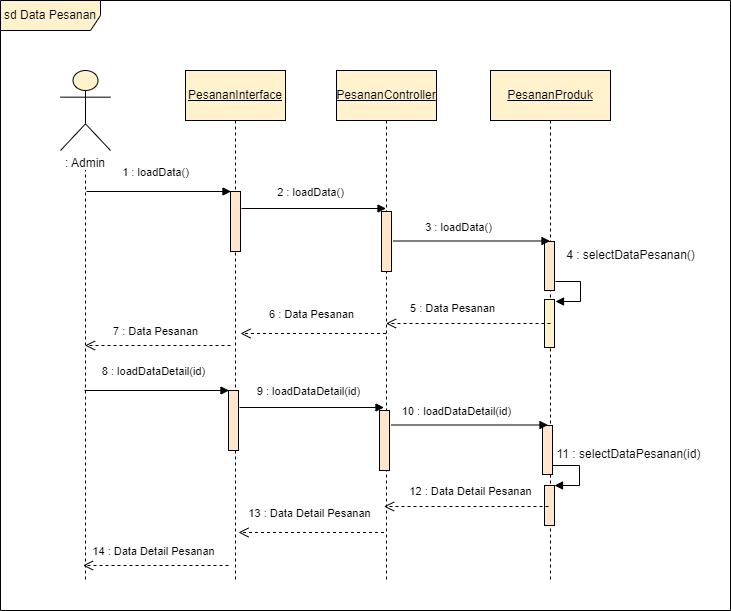 sd Data Pesanan
PesananInterface
PesananController
PesananProduk
: Admin
1 : loadData()
2 : loadData()
3 : loadData()
4 : selectDataPesanan()
5 : Data Pesanan
6 : Data Pesanan
7 : Data Pesanan
8 : loadDataDetail(id)
9 : loadDataDetail(id)
10 : loadDataDetail(id)
11 : selectDataPesanan(id)
12 : Data Detail Pesanan
13 : Data Detail Pesanan
14 : Data Detail Pesanan